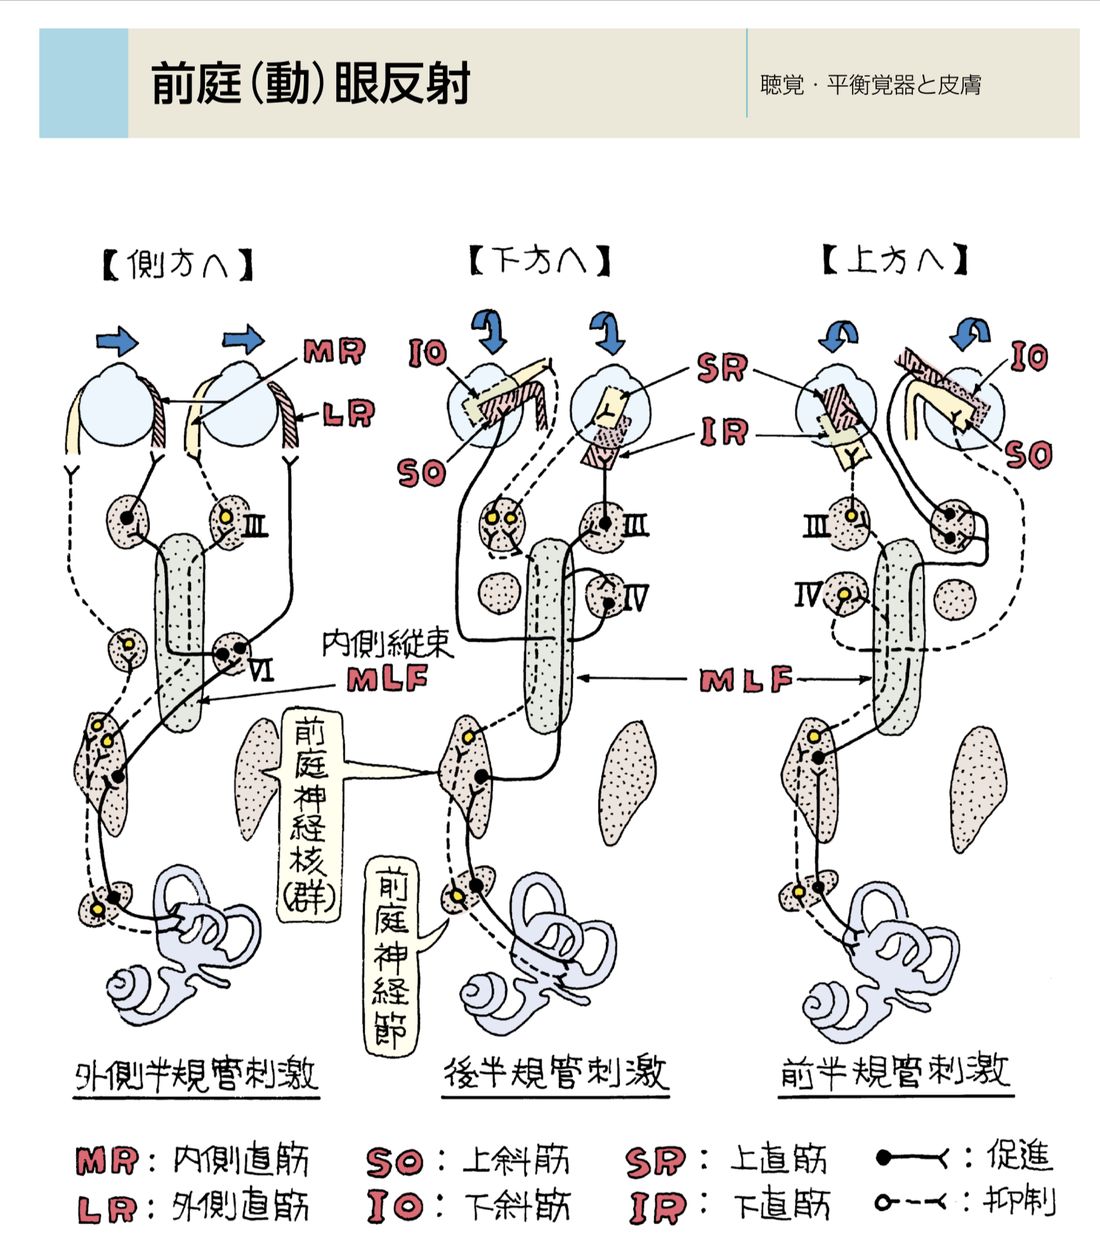 前庭（動）眼反射
聴覚・平衡覚器と皮膚
【側方へ】
【下方へ】
【上方へ】
MR
LR
IO
SO
SR
IR
IO
SO
III
VI
III
IV
III
IV
内側縦束
MLF
MLF
前庭神経核(群)
前庭神経節
外側半規管刺激
後半規管刺激
前半規管刺激
MR：内側直筋
SO：上斜筋
SR：上直筋
：促進
LR：外側直筋
IO：下斜筋
IR：下直筋
：抑制